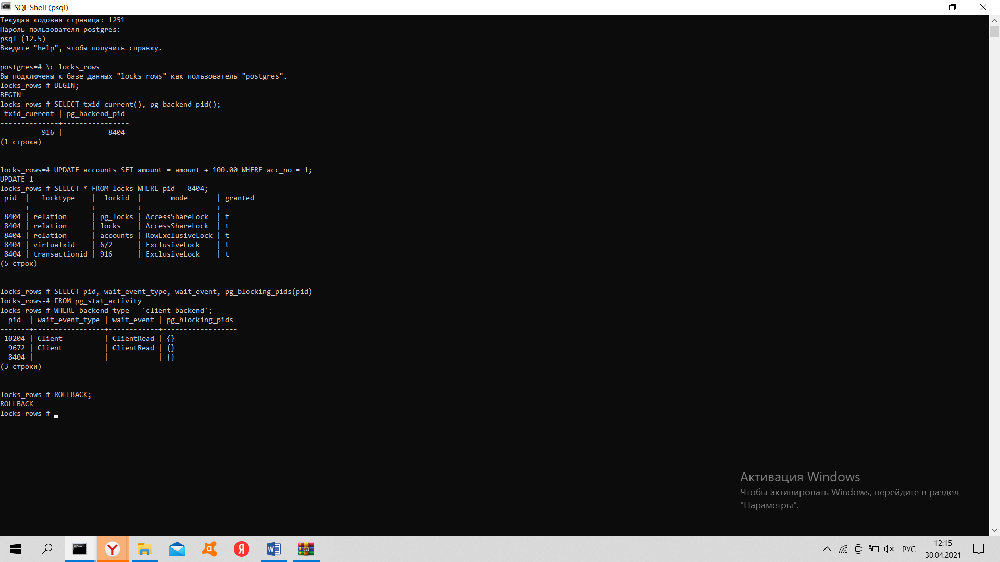 SQL Shell (psql)
Текущая кодовая страница: 1251
Пароль пользователя postgres:
psql (12.5)
Введите "help", чтобы получить справку.
postgres=# \c locks_rows
Вы подключены к базе данных "locks_rows" как пользователь "postgres".
locks_rows=# BEGIN;
BEGIN
locks_rows=# SELECT txid_current(), pg_backend_pid();
 txid_current | pg_backend_pid
--------------+----------------
          916 |           8404
(1 строка)
locks_rows=# UPDATE accounts SET amount = amount + 100.00 WHERE acc_no = 1;
UPDATE 1
locks_rows=# SELECT * FROM locks WHERE pid = 8404;
 pid  |   locktype    |  lockid  |       mode       | granted
------+---------------+----------+------------------+---------
 8404 | relation      | pg_locks | AccessShareLock  | t
 8404 | relation      | locks    | AccessShareLock  | t
 8404 | relation      | accounts | RowExclusiveLock | t
 8404 | virtualxid    | 6/2      | ExclusiveLock    | t
 8404 | transactionid | 916      | ExclusiveLock    | t
(5 строк)
locks_rows=# SELECT pid, wait_event_type, wait_event, pg_blocking_pids(pid)
locks_rows-# FROM pg_stat_activity
locks_rows-# WHERE backend_type = 'client backend';
  pid  | wait_event_type | wait_event | pg_blocking_pids
-------+-----------------+------------+------------------
 10204 | Client          | ClientRead | {}
  9672 | Client          | ClientRead | {}
  8404 |                 |            | {}
(3 строки)
locks_rows=# ROLLBACK;
ROLLBACK
locks_rows=#
Активация Windows
Чтобы активировать Windows, перейдите в раздел
"Параметры".
РУС
12:15
30.04.2021